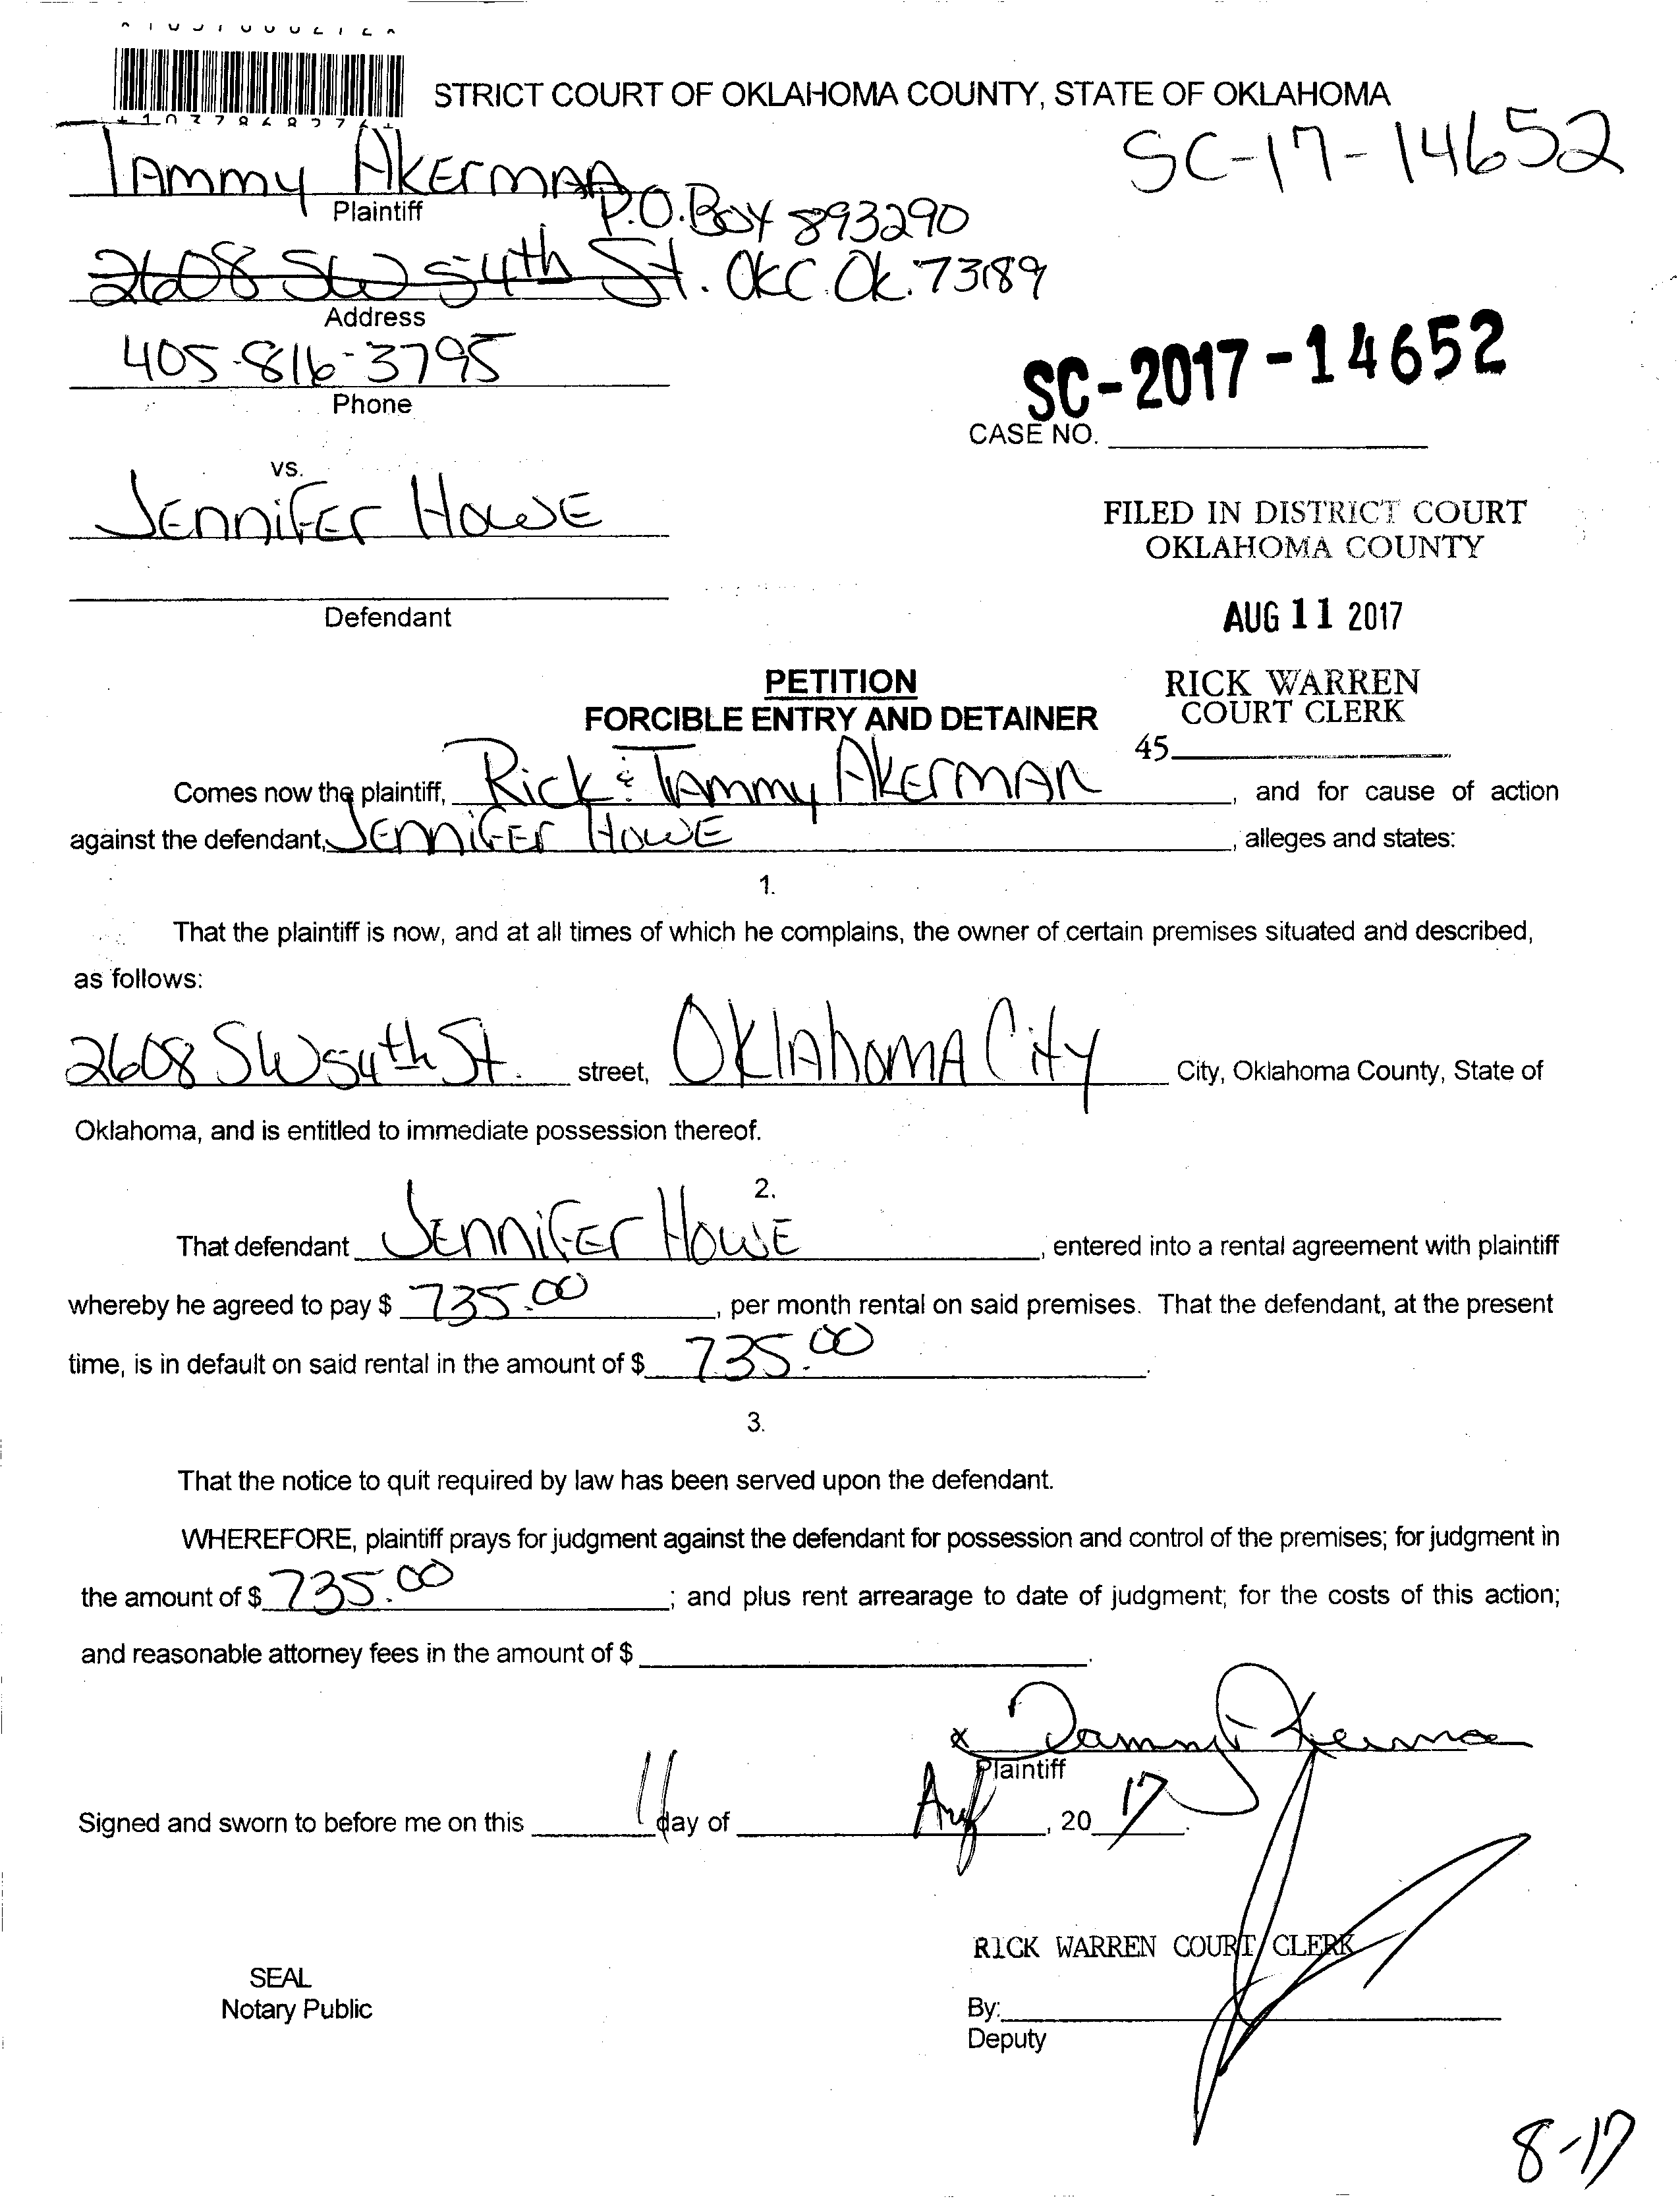 STRICT COURT OF OKLAHOMA COUNTY, STATE OF OKLAHOMA
SC-17-14652
TAMMY AKERMAN
Plaintiff
P.O. Box 893290
2608 SW 54th St. OKC. Ok. 73189
Address
405-816-3795
Phone
SC-2017-14652
CASE NO.
vs.
JENNIFER HOWE
FILED IN DISTRICT COURT
OKLAHOMA COUNTY
Defendant
AUG 11 2017
PETITION
FORCIBLE ENTRY AND DETAINER
RICK WARREN
COURT CLERK
45
Comes now the plaintiff, Rick & TAMMY AKERMAN, and for cause of action
against the defendant, JENNIFER HOWE, alleges and states:
1.
That the plaintiff is now, and at all times of which he complains, the owner of certain premises situated and described,
as follows:
2608 SW 54th St. street, OKlAhomA City City, Oklahoma County, State of
Oklahoma, and is entitled to immediate possession thereof.
2.
That defendant JENNIFER HOWE, entered into a rental agreement with plaintiff
whereby he agreed to pay $ 735.00, per month rental on said premises. That the defendant, at the present
time, is in default on said rental in the amount of $ 735.00.
3.
That the notice to quit required by law has been served upon the defendant.
WHEREFORE, plaintiff prays for judgment against the defendant for possession and control of the premises; for judgment in
the amount of $ 735.00; and plus rent arrearage to date of judgment; for the costs of this action;
and reasonable attorney fees in the amount of $ .
x Tammy Akerman
Plaintiff
Signed and sworn to before me on this 11 day of Aug, 20 17.
RICK WARREN COURT CLERK
SEAL
Notary Public
By:
Deputy
8-17